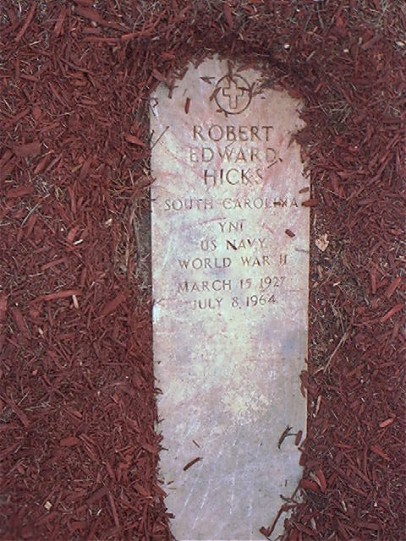 ROBERT
EDWARD
HICKS
SOUTH CAROLINA
YN1
US NAVY
WORLD WAR II
MARCH 15 1927
JULY 8 1964